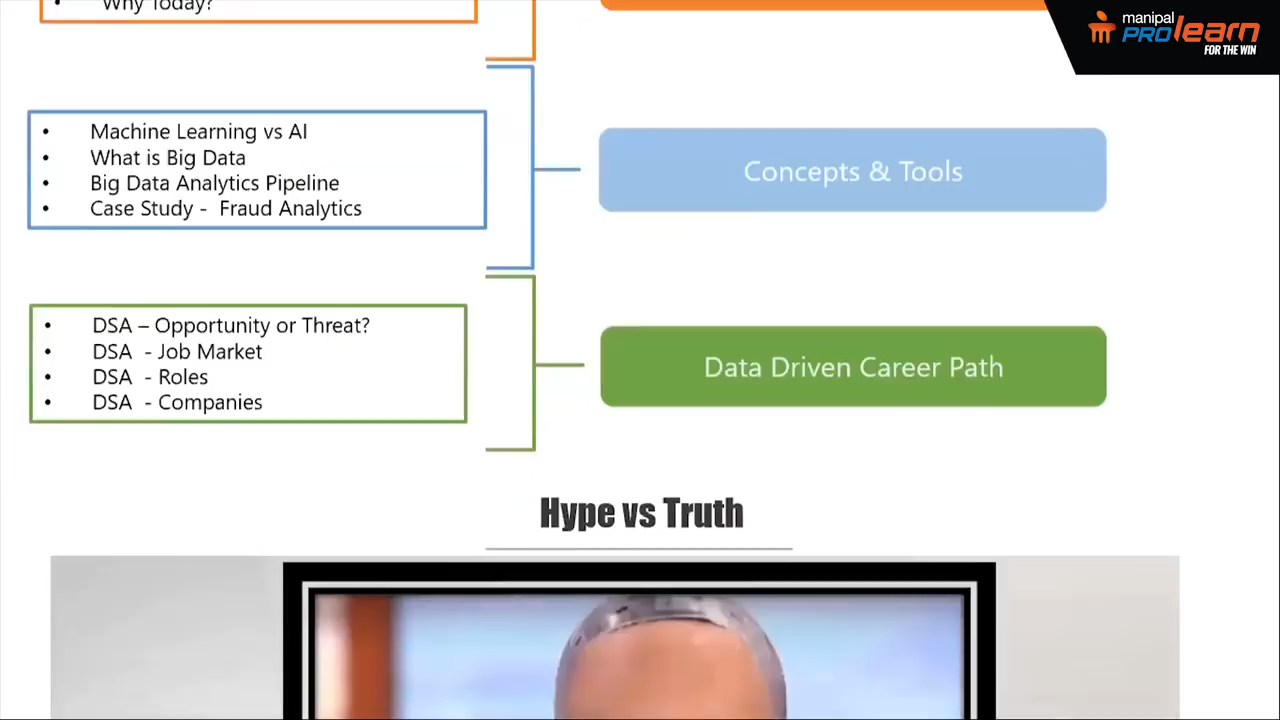 • Why Today?
manipal
PROlearn
FOR THE WIN
• Machine Learning vs AI
• What is Big Data
• Big Data Analytics Pipeline
• Case Study - Fraud Analytics
Concepts & Tools
• DSA – Opportunity or Threat?
• DSA - Job Market
• DSA - Roles
• DSA - Companies
Data Driven Career Path
Hype vs Truth